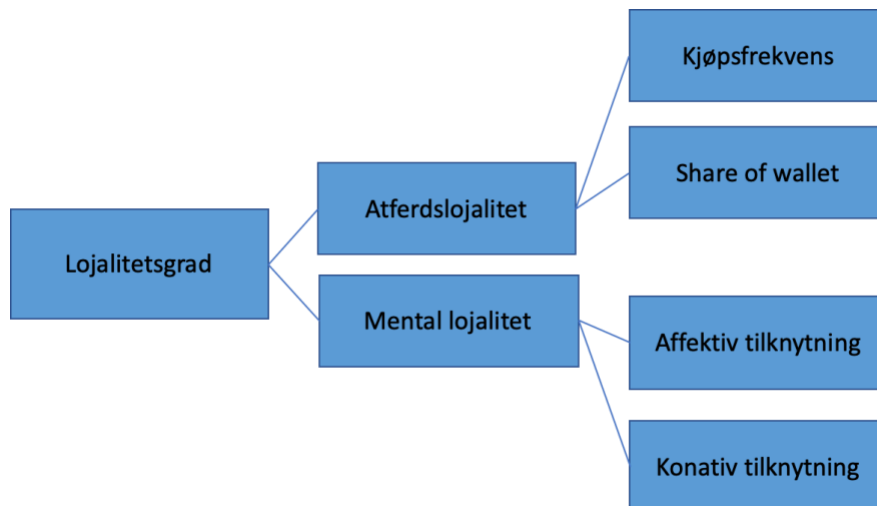 Lojalitetsgrad
Atferdslojalitet
Mental lojalitet
Kjøpsfrekvens
Share of wallet
Affektiv tilknytning
Konativ tilknytning